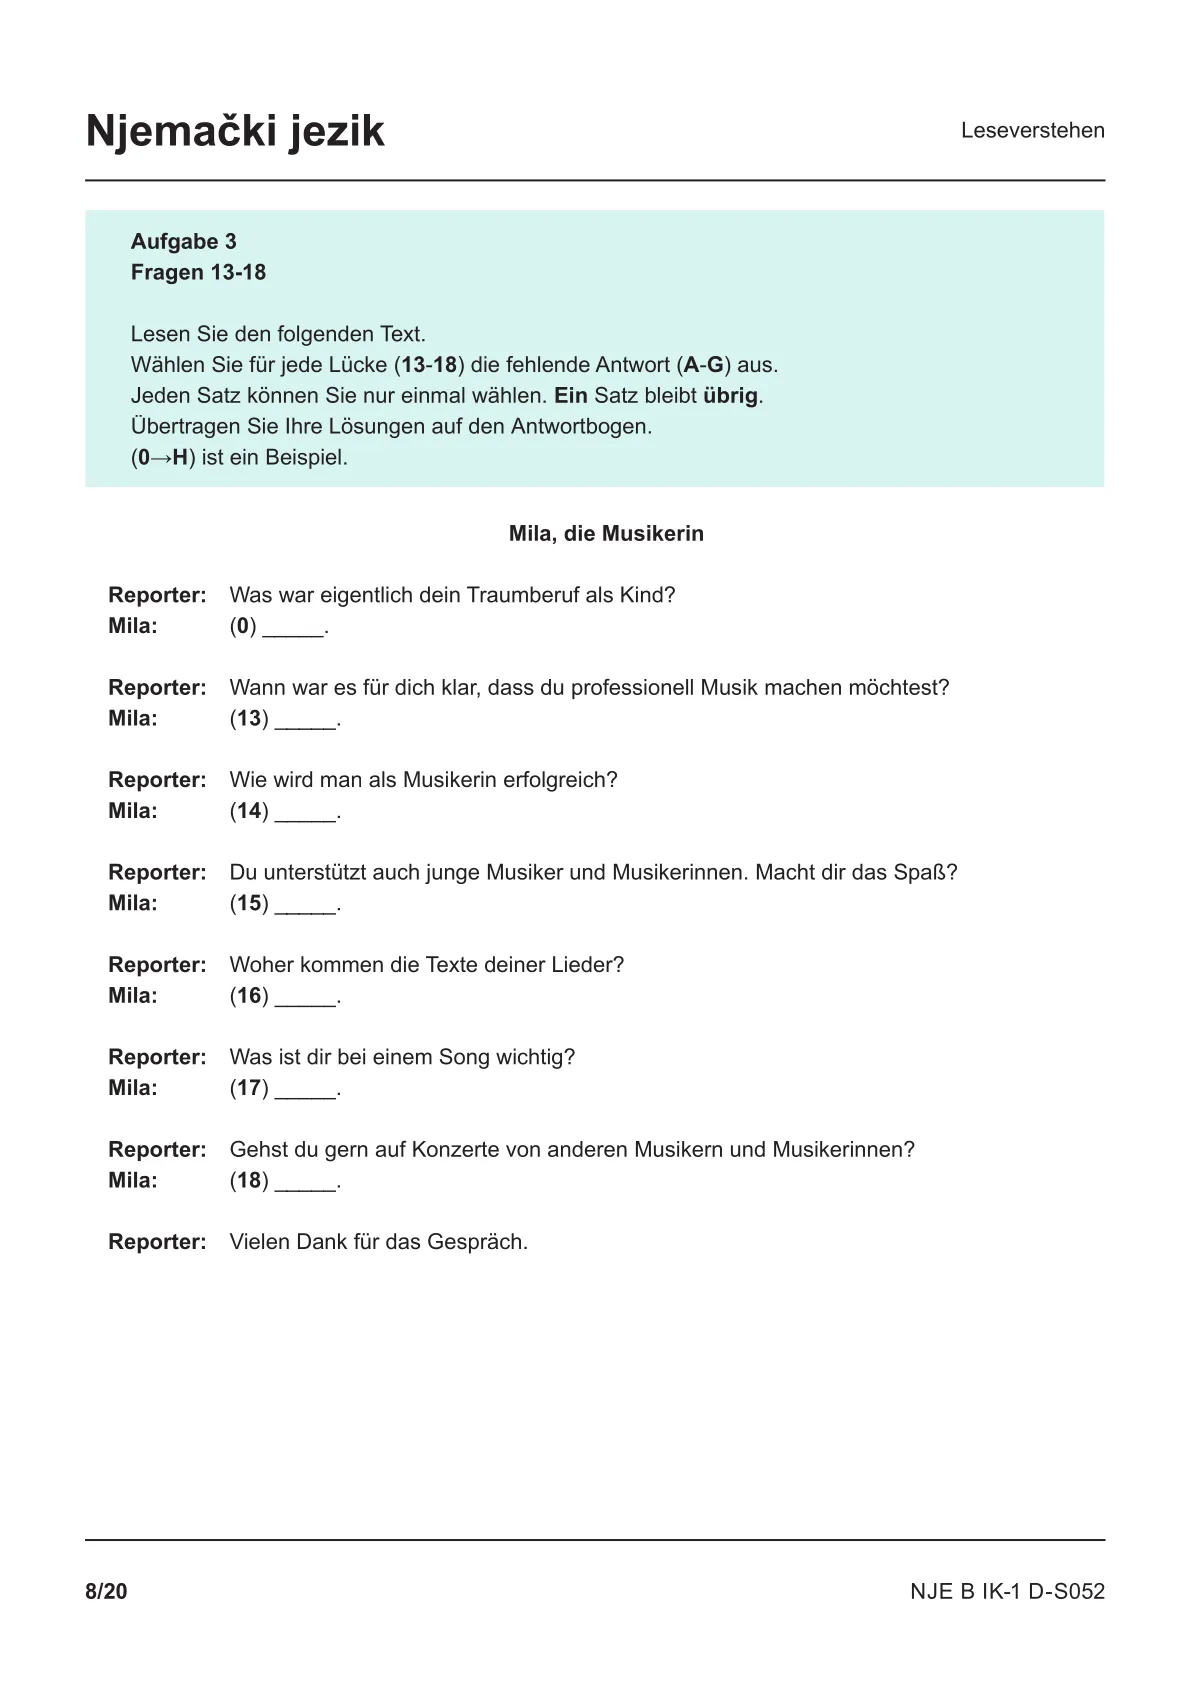 Njemački jezik
Leseverstehen
Aufgabe 3
Fragen 13-18
Lesen Sie den folgenden Text.
Wählen Sie für jede Lücke (13-18) die fehlende Antwort (A-G) aus.
Jeden Satz können Sie nur einmal wählen. Ein Satz bleibt übrig.
Übertragen Sie Ihre Lösungen auf den Antwortbogen.
(0→H) ist ein Beispiel.
Mila, die Musikerin
Reporter: Was war eigentlich dein Traumberuf als Kind?
Mila: (0) _____.
Reporter: Wann war es für dich klar, dass du professionell Musik machen möchtest?
Mila: (13) _____.
Reporter: Wie wird man als Musikerin erfolgreich?
Mila: (14) _____.
Reporter: Du unterstützt auch junge Musiker und Musikerinnen. Macht dir das Spaß?
Mila: (15) _____.
Reporter: Woher kommen die Texte deiner Lieder?
Mila: (16) _____.
Reporter: Was ist dir bei einem Song wichtig?
Mila: (17) _____.
Reporter: Gehst du gern auf Konzerte von anderen Musikern und Musikerinnen?
Mila: (18) _____.
Reporter: Vielen Dank für das Gespräch.
8/20
NJE B IK-1 D-S052